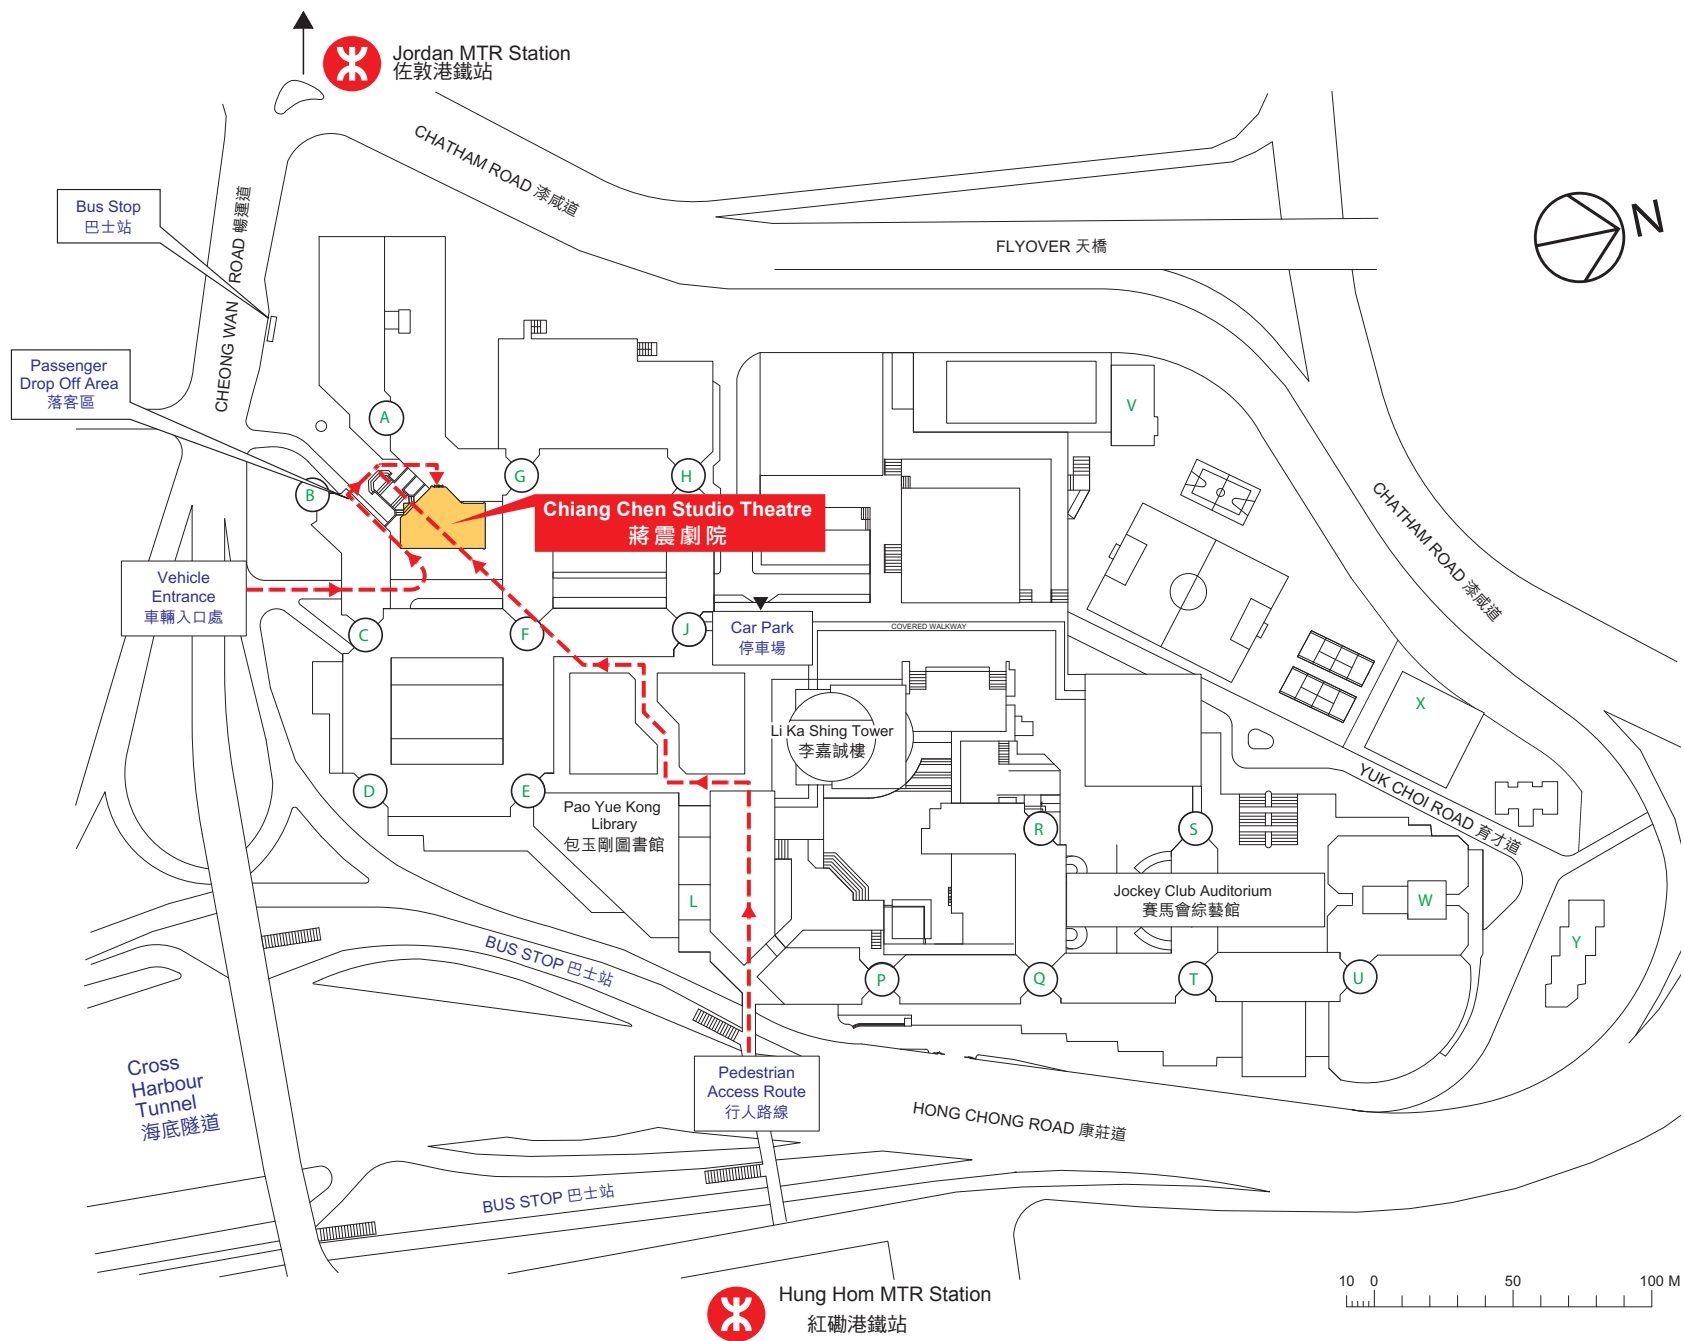 Jordan MTR Station
佐敦港鐵站
CHATHAM ROAD 漆咸道
Bus Stop
巴士站
CHEONG WAN ROAD 暢運道
FLYOVER 天橋
N
Passenger
Drop Off Area
落客區
A
B
G
H
V
Chiang Chen Studio Theatre
蔣震劇院
CHATHAM ROAD 漆咸道
Vehicle
Entrance
車輛入口處
C
F
J
Car Park
停車場
COVERED WALKWAY
X
Li Ka Shing Tower
李嘉誠樓
YUK CHOI ROAD 育才道
D
E
Pao Yue Kong
Library
包玉剛圖書館
R
S
L
Jockey Club Auditorium
賽馬會綜藝館
W
Y
BUS STOP 巴士站
P
Q
T
U
Cross
Harbour
Tunnel
海底隧道
Pedestrian
Access Route
行人路線
HONG CHONG ROAD 康莊道
BUS STOP 巴士站
Hung Hom MTR Station
紅磡港鐵站
10 0 50 100 M